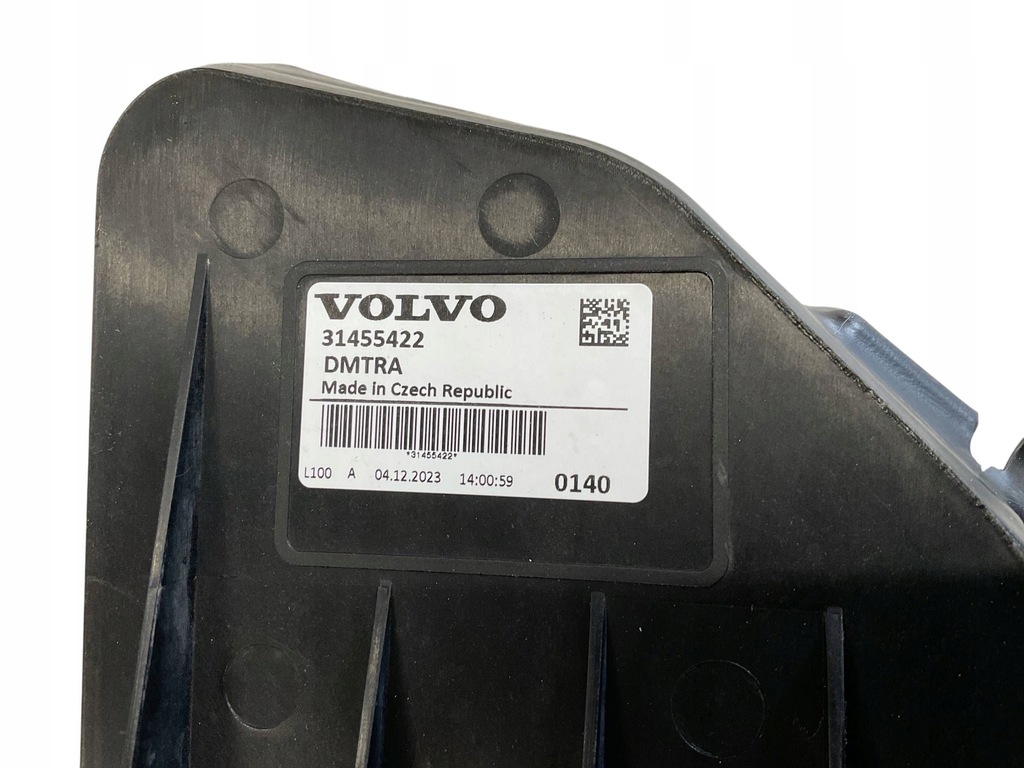 VOLVO
31455422
DMTRA
Made in Czech Republic
*31455422*
L100 A 04.12.2023 14:00:59 0140